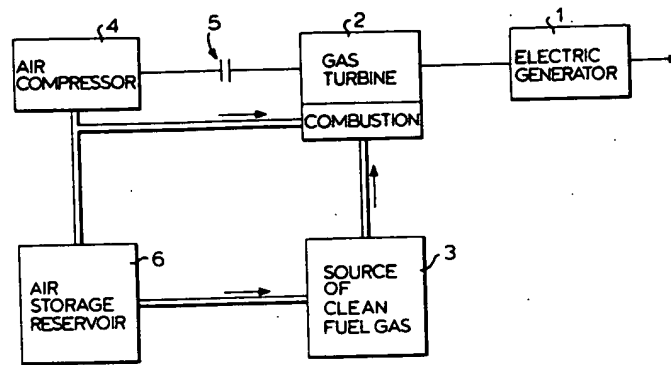 4
5
2
1
AIR
COMPRESSOR
GAS
TURBINE
COMBUSTION
ELECTRIC
GENERATOR
6
AIR
STORAGE
RESERVOIR
3
SOURCE
OF
CLEAN
FUEL GAS